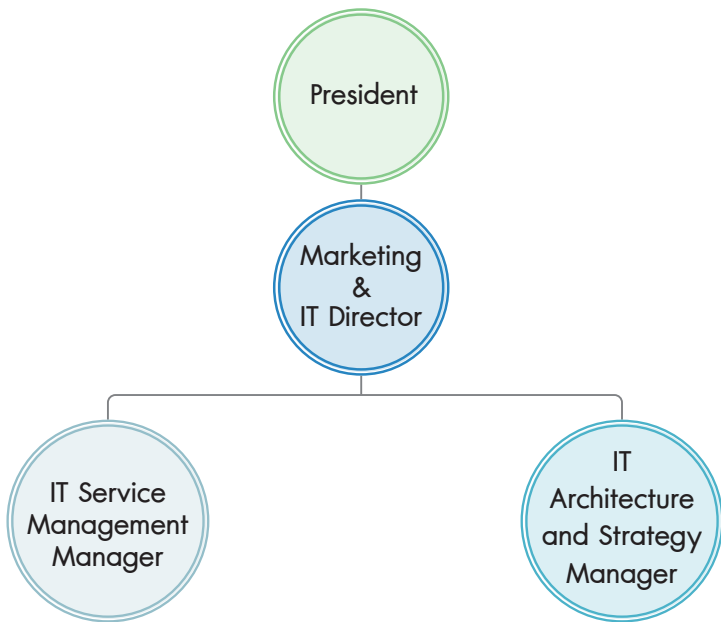 President
Marketing
&
IT Director
IT Service
Management
Manager
IT
Architecture
and Strategy
Manager